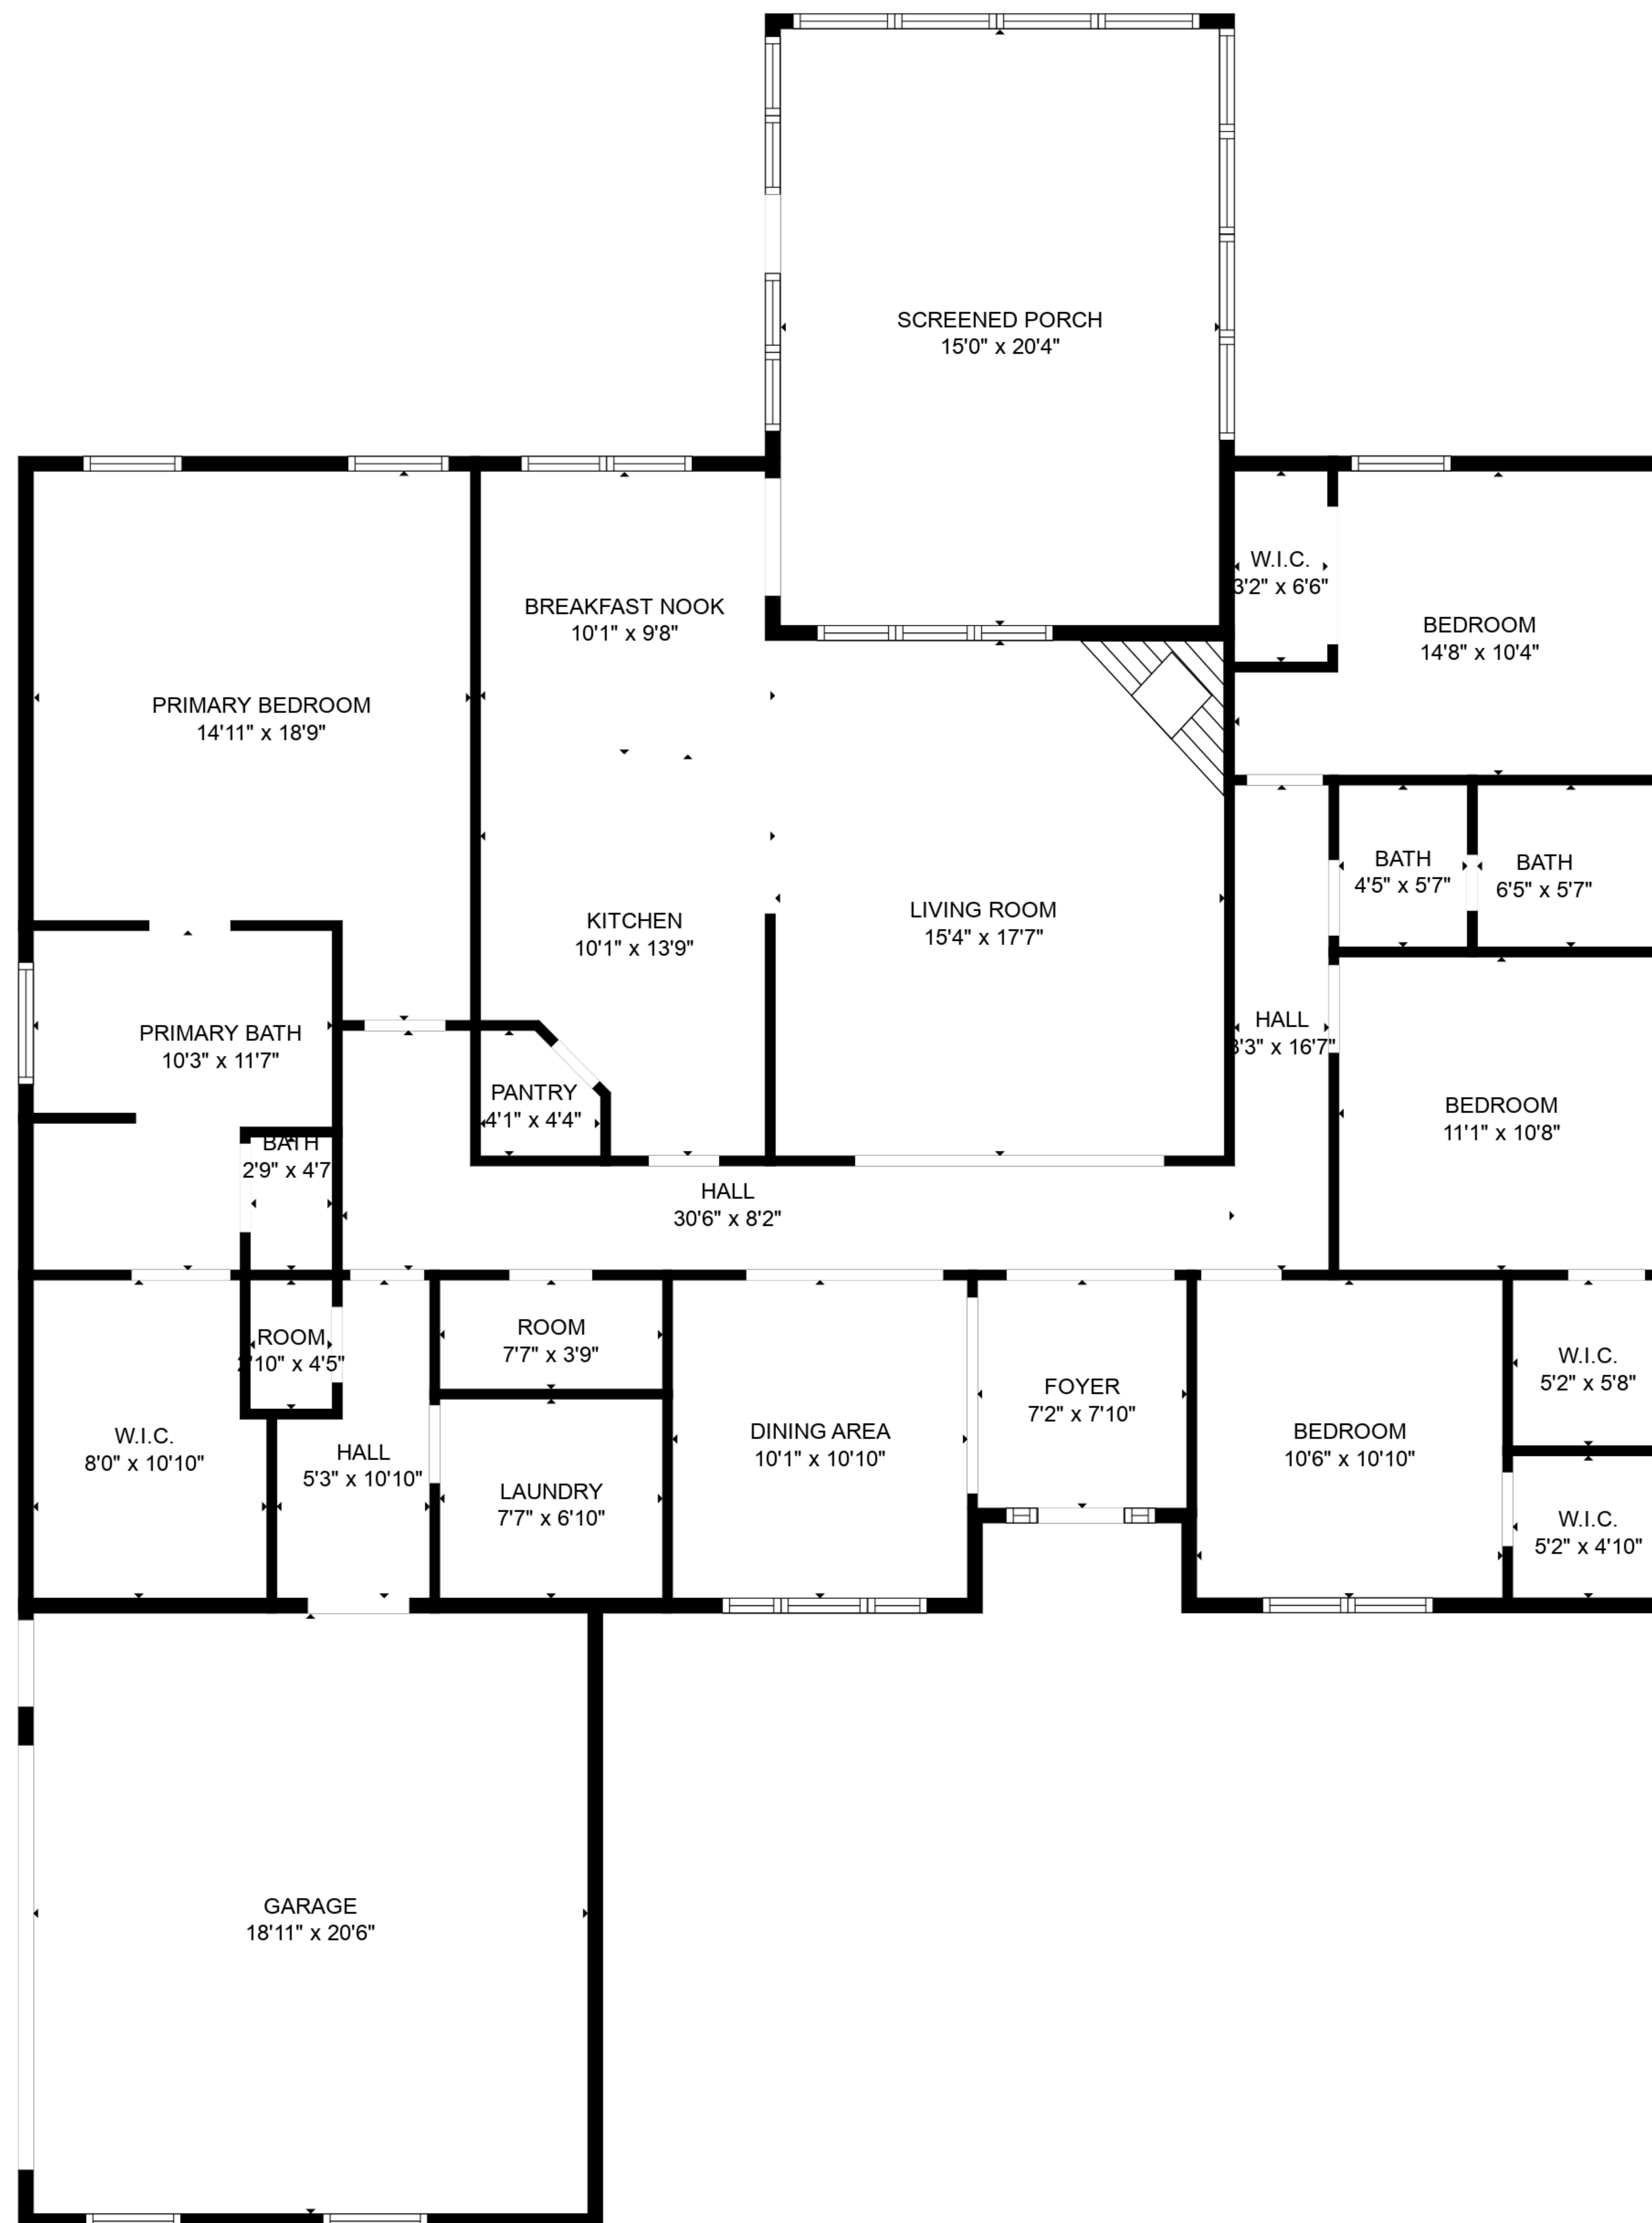 SCREENED PORCH
15'0" x 20'4"
W.I.C.
3'2" x 6'6"
BREAKFAST NOOK
10'1" x 9'8"
BEDROOM
14'8" x 10'4"
PRIMARY BEDROOM
14'11" x 18'9"
BATH
4'5" x 5'7"
BATH
6'5" x 5'7"
LIVING ROOM
15'4" x 17'7"
KITCHEN
10'1" x 13'9"
HALL
3'3" x 16'7"
PRIMARY BATH
10'3" x 11'7"
PANTRY
4'1" x 4'4"
BEDROOM
11'1" x 10'8"
BATH
2'9" x 4'7
HALL
30'6" x 8'2"
ROOM
2'10" x 4'5"
ROOM
7'7" x 3'9"
W.I.C.
5'2" x 5'8"
FOYER
7'2" x 7'10"
W.I.C.
8'0" x 10'10"
HALL
5'3" x 10'10"
DINING AREA
10'1" x 10'10"
BEDROOM
10'6" x 10'10"
LAUNDRY
7'7" x 6'10"
W.I.C.
5'2" x 4'10"
GARAGE
18'11" x 20'6"